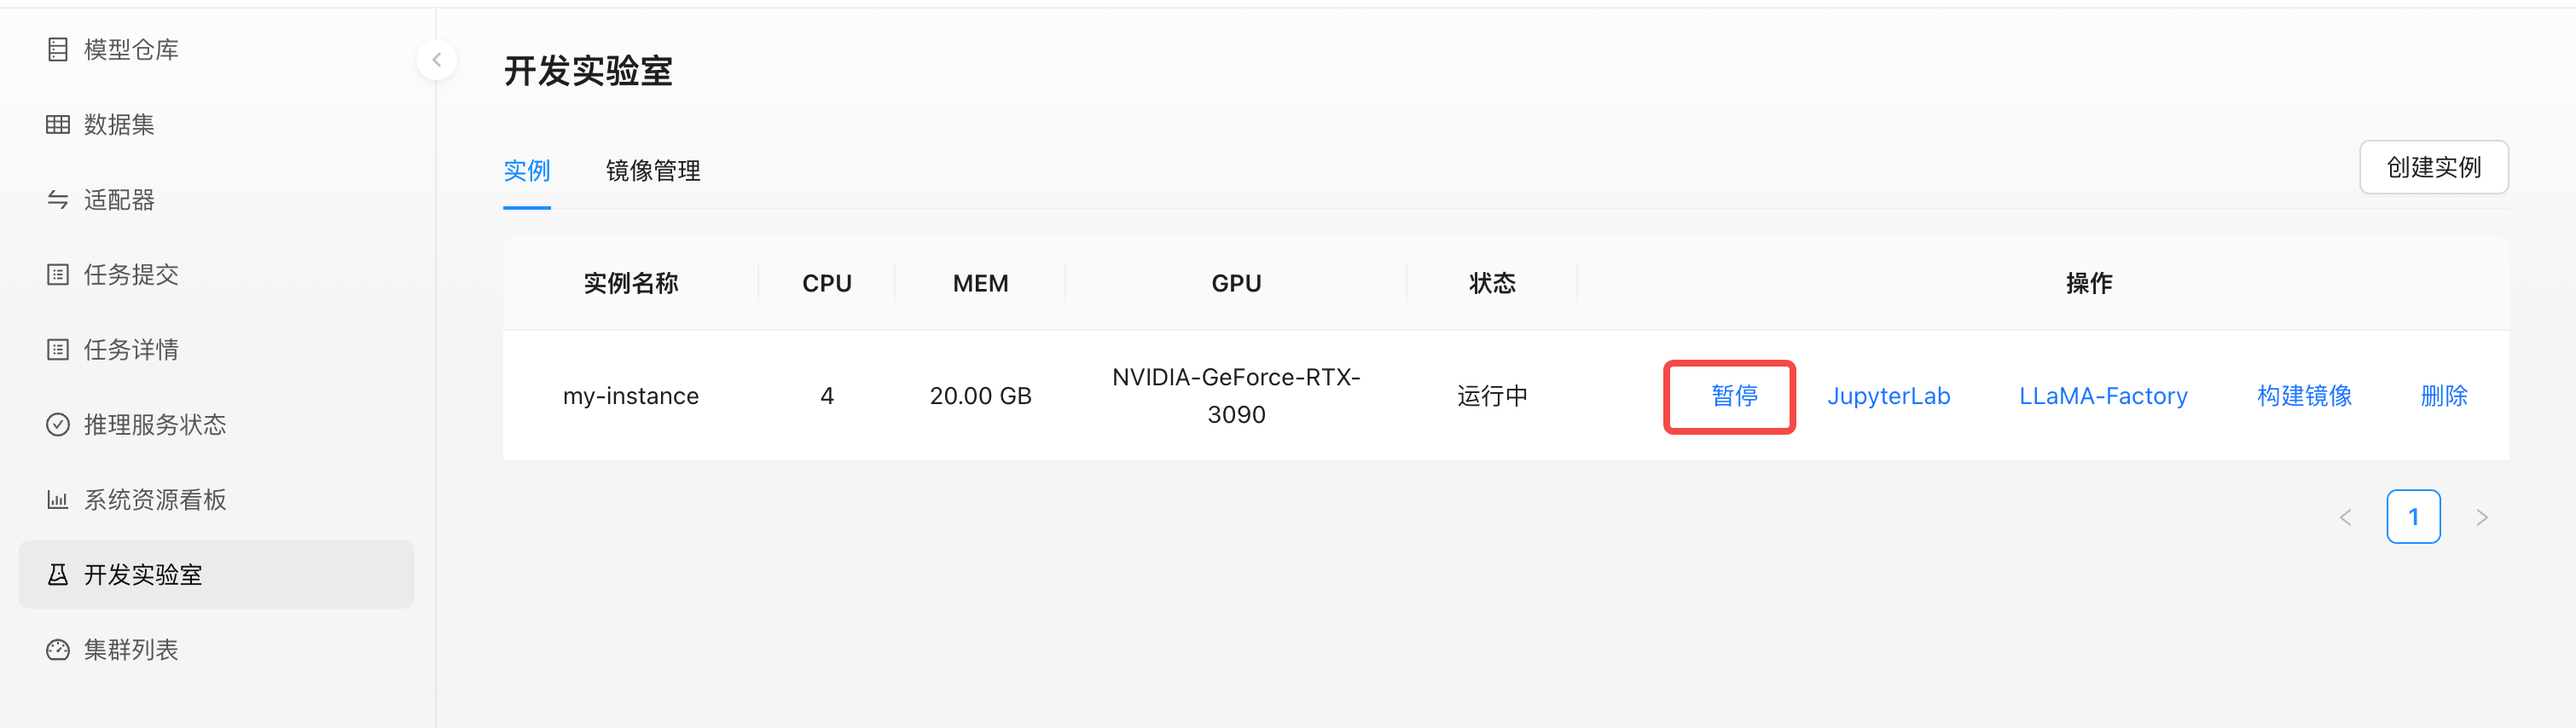 模型仓库
数据集
适配器
任务提交
任务详情
推理服务状态
系统资源看板
开发实验室
集群列表
开发实验室
实例 镜像管理
创建实例
实例名称 CPU MEM GPU 状态 操作
my-instance 4 20.00 GB NVIDIA-GeForce-RTX-
3090 运行中 暂停 JupyterLab LLaMA-Factory 构建镜像 删除
1